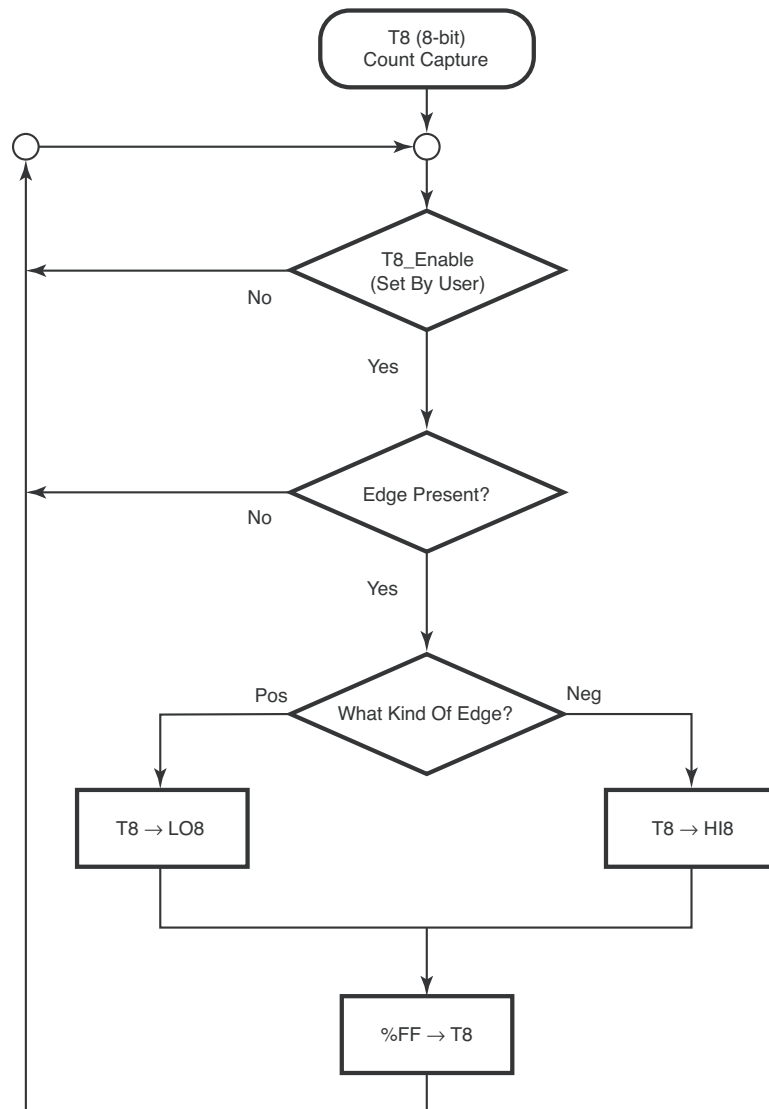 T8 (8-bit)
Count Capture
T8_Enable
(Set By User)
No
Yes
Edge Present?
No
Yes
Pos
What Kind Of Edge?
Neg
T8 → LO8
T8 → HI8
%FF → T8